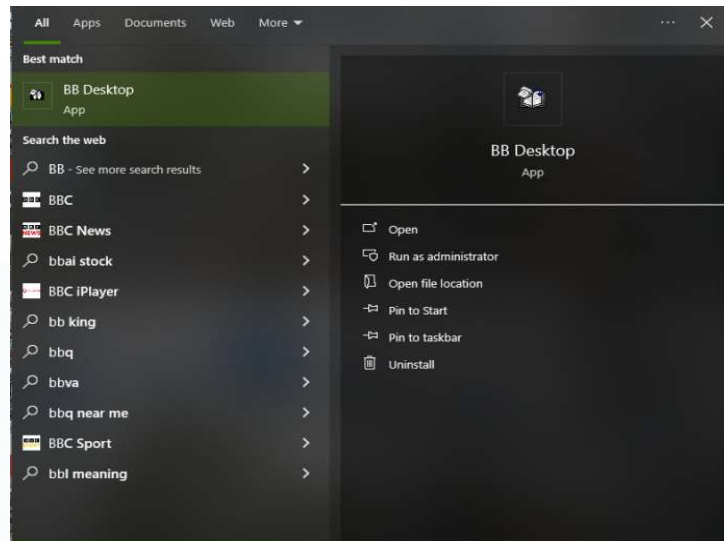 All Apps Documents Web More
Best match
BB Desktop
App
Search the web
BB - See more search results
BBC
BBC News
bbai stock
BBC iPlayer
bb king
bbq
bbva
bbq near me
BBC Sport
bbl meaning
BB Desktop
App
Open
Run as administrator
Open file location
Pin to Start
Pin to taskbar
Uninstall